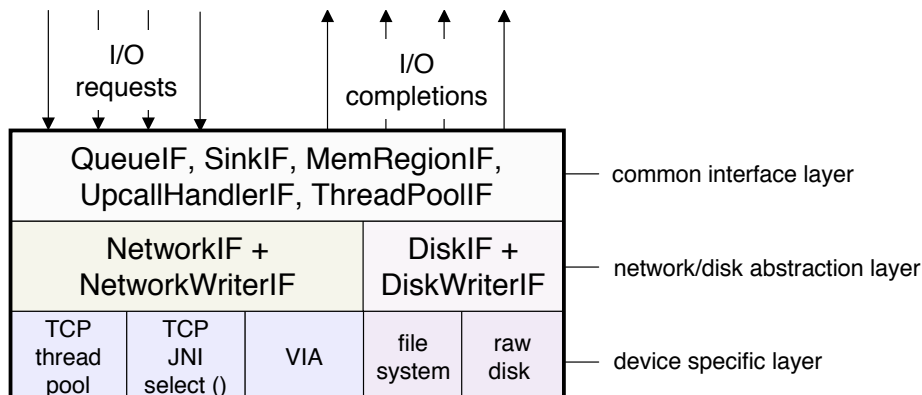 I/O
requests
I/O
completions
QueueIF, SinkIF, MemRegionIF,
UpcallHandlerIF, ThreadPoolIF
common interface layer
NetworkIF +
NetworkWriterIF
DiskIF +
DiskWriterIF
network/disk abstraction layer
TCP
thread
pool
TCP
JNI
select ()
VIA
file
system
raw
disk
device specific layer